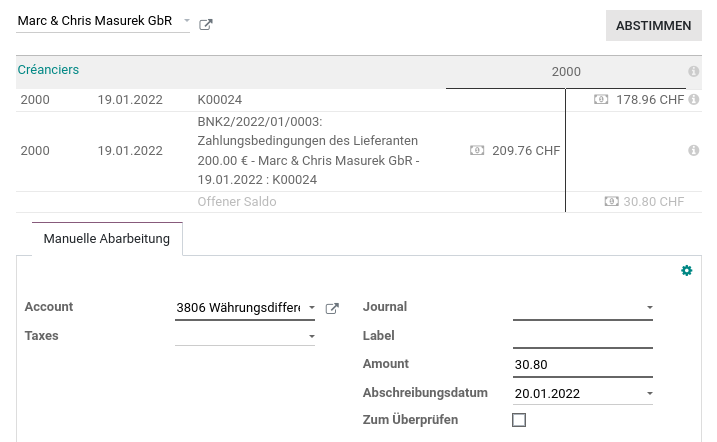 Marc & Chris Masurek GbR
ABSTIMMEN
Créanciers 2000
2000 19.01.2022 K00024 178.96 CHF
BNK2/2022/01/0003:
Zahlungsbedingungen des Lieferanten
2000 19.01.2022 200.00 € - Marc & Chris Masurek GbR - 209.76 CHF
19.01.2022 : K00024
Offener Saldo 30.80 CHF
Manuelle Abarbeitung
Account 3806 Währungsdiffere
Taxes
Journal
Label
Amount 30.80
Abschreibungsdatum 20.01.2022
Zum Überprüfen